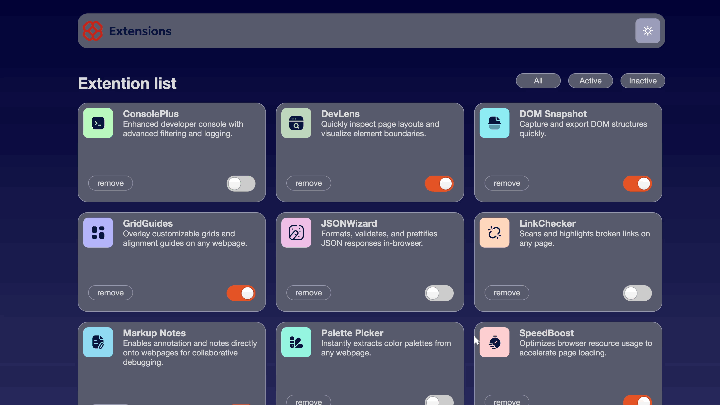 Extensions
Extention list
All
Active
Inactive
ConsolePlus
Enhanced developer console with
advanced filtering and logging.
remove
DevLens
Quickly inspect page layouts and
visualize element boundaries.
remove
DOM Snapshot
Capture and export DOM structures
quickly.
remove
GridGuides
Overlay customizable grids and
alignment guides on any webpage.
remove
JSONWizard
Formats, validates, and prettifies
JSON responses in-browser.
remove
LinkChecker
Scans and highlights broken links on
any page.
remove
Markup Notes
Enables annotation and notes directly
onto webpages for collaborative
debugging.
Palette Picker
Instantly extracts color palettes from
any webpage.
remove
SpeedBoost
Optimizes browser resource usage to
accelerate page loading.
remove